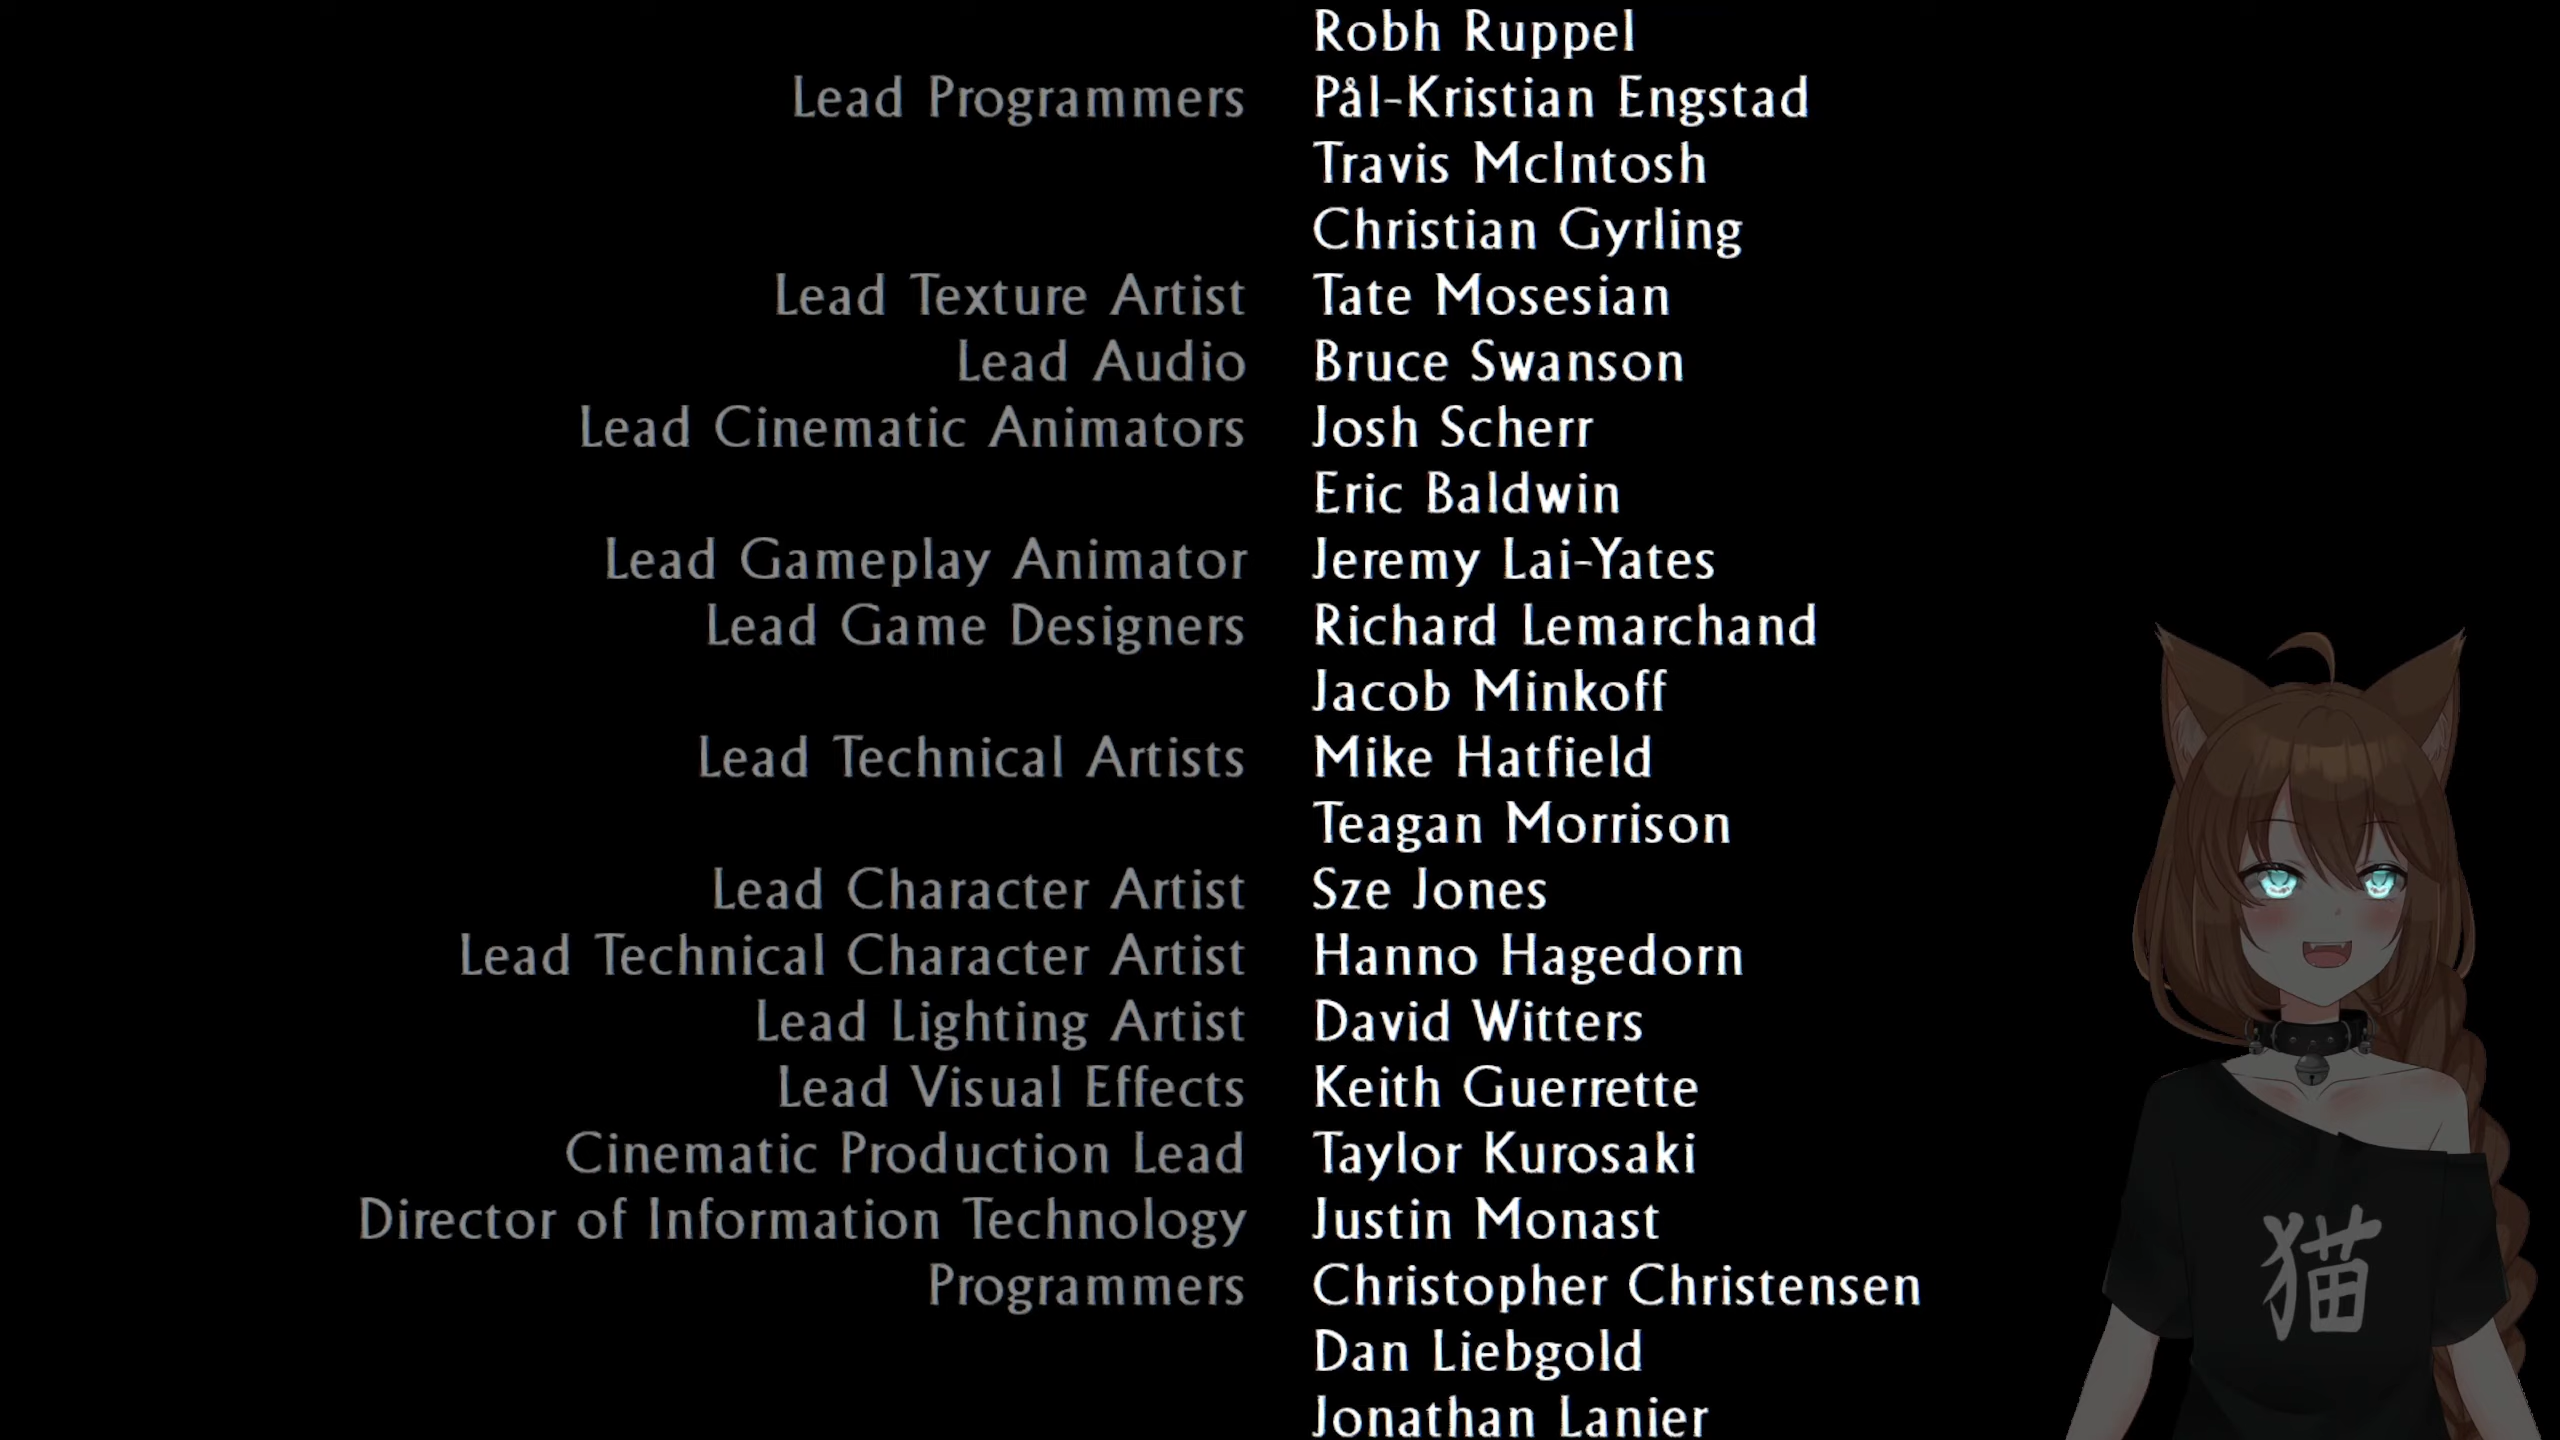 Robh Ruppel
Lead Programmers Pål-Kristian Engstad
Travis McIntosh
Christian Gyrling
Lead Texture Artist Tate Mosesian
Lead Audio Bruce Swanson
Lead Cinematic Animators Josh Scherr
Eric Baldwin
Lead Gameplay Animator Jeremy Lai-Yates
Lead Game Designers Richard Lemarchand
Jacob Minkoff
Lead Technical Artists Mike Hatfield
Teagan Morrison
Lead Character Artist Sze Jones
Lead Technical Character Artist Hanno Hagedorn
Lead Lighting Artist David Witters
Lead Visual Effects Keith Guerrette
Cinematic Production Lead Taylor Kurosaki
Director of Information Technology Justin Monast
Programmers Christopher Christensen
Dan Liebgold
Jonathan Lanier
猫